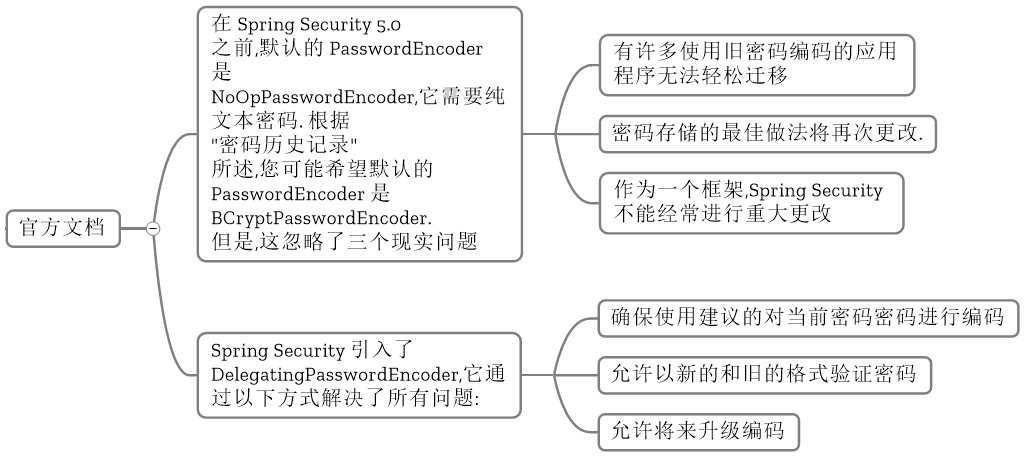 官方文档
在 Spring Security 5.0
之前,默认的 PasswordEncoder
是
NoOpPasswordEncoder,它需要纯
文本密码. 根据
"密码历史记录"
所述,您可能希望默认的
PasswordEncoder 是
BCryptPasswordEncoder.
但是,这忽略了三个现实问题
有许多使用旧密码编码的应用
程序无法轻松迁移
密码存储的最佳做法将再次更改.
作为一个框架,Spring Security
不能经常进行重大更改
Spring Security 引入了
DelegatingPasswordEncoder,它通
过以下方式解决了所有问题:
确保使用建议的对当前密码密码进行编码
允许以新的和旧的格式验证密码
允许将来升级编码